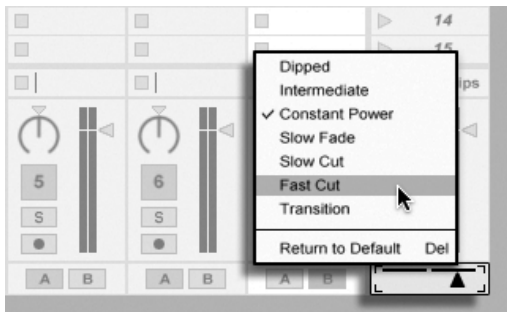 14
15
Dipped
Intermediate
ips
✓ Constant Power
Slow Fade
Slow Cut
5
6
Fast Cut
S
S
Transition
Return to Default Del
A B
A B
A B